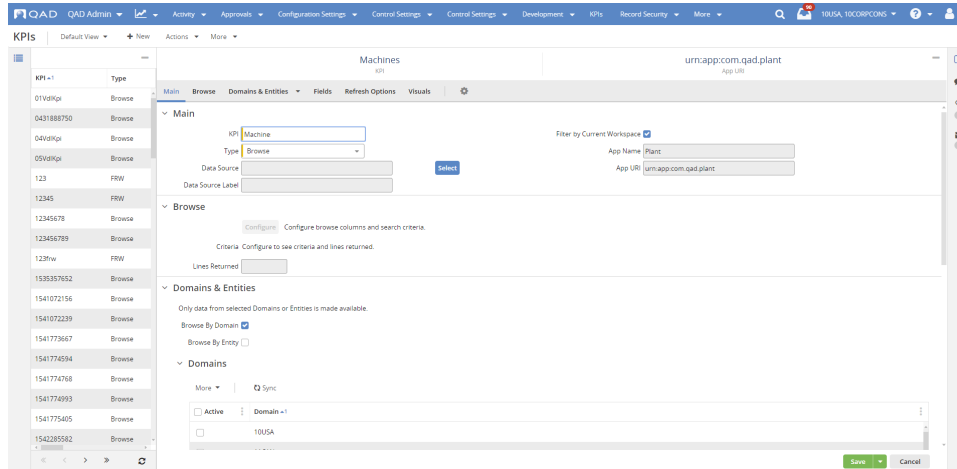 QAD QAD Admin Activity Approvals Configuration Settings Control Settings Control Settings Development KPIs Record Security More 90 10USA, 10CORPCONS
KPIs Default View + New Actions More
Machines
KPI
urn:app:com.qad.plant
App URI
KPI 1 Type
01VdlKpi Browse
0431888750 Browse
04VdlKpi Browse
05VdlKpi Browse
123 FRW
12345 FRW
12345678 Browse
123456789 Browse
123frw FRW
1535357652 Browse
1541072156 Browse
1541072239 Browse
1541773667 Browse
1541774594 Browse
1541774768 Browse
1541774993 Browse
1541775405 Browse
1542285582 Browse
Main Browse Domains & Entities Fields Refresh Options Visuals
Main
KPI Machine Filter by Current Workspace
Type Browse App Name Plant
Data Source Select App URI urn:app:com.qad.plant
Data Source Label
Browse
Configure Configure browse columns and search criteria.
Criteria Configure to see criteria and lines returned.
Lines Returned
Domains & Entities
Only data from selected Domains or Entities is made available.
Browse By Domain
Browse By Entity
Domains
More Sync
Active Domain 1
10USA
Save Cancel